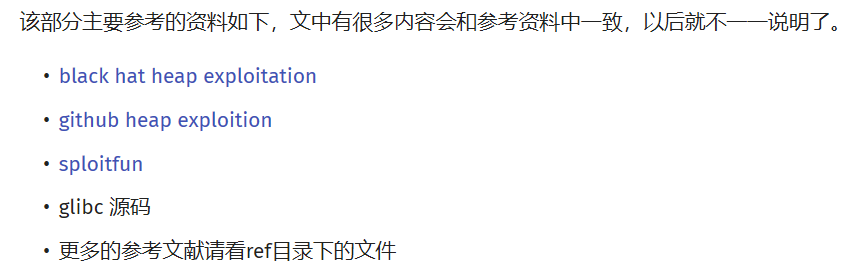 该部分主要参考的资料如下，文中有很多内容会和参考资料中一致，以后就不一一说明了。
• black hat heap exploitation
• github heap exploition
• sploitfun
• glibc 源码
• 更多的参考文献请看ref目录下的文件